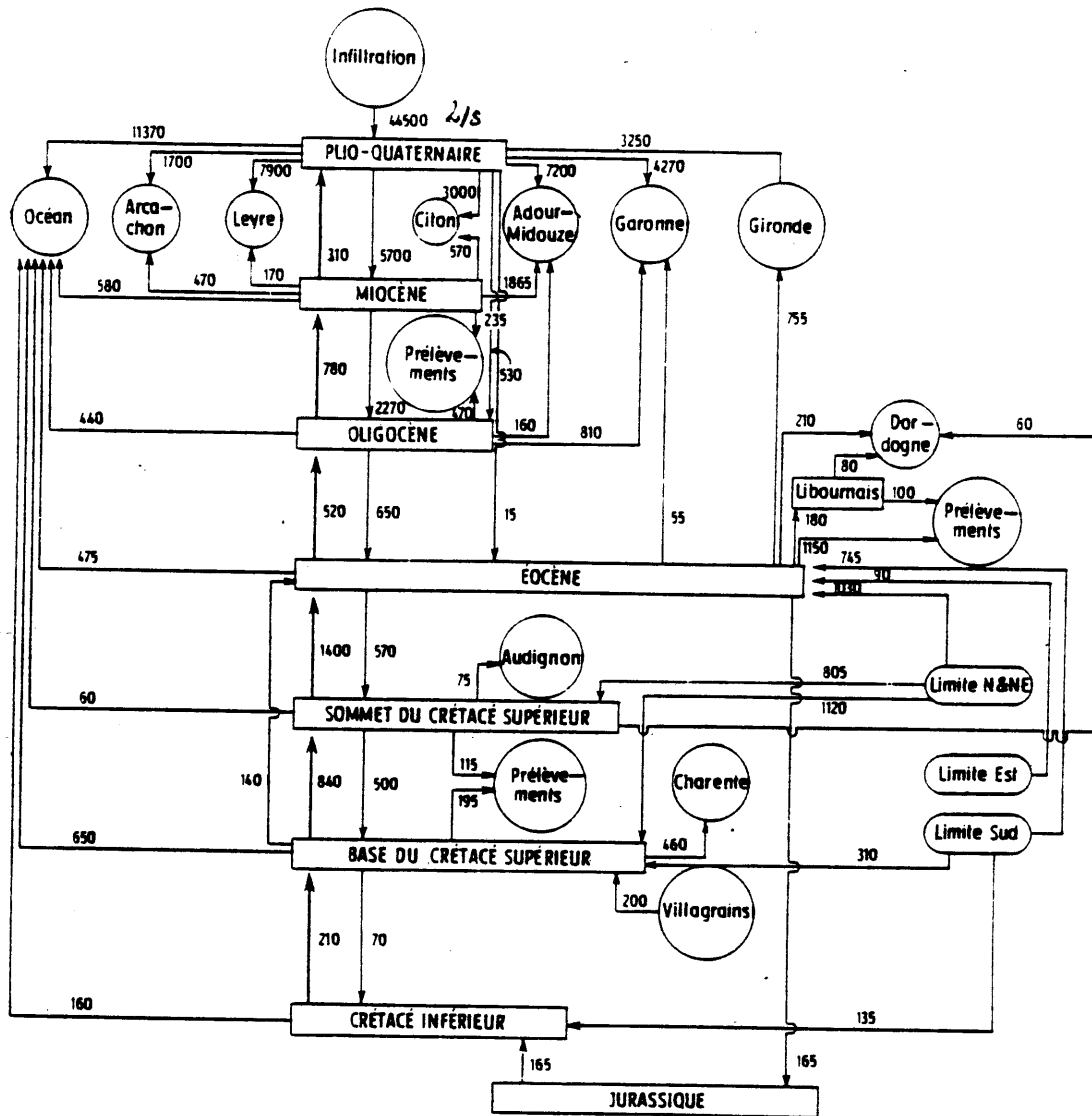 Infiltration
44500 l/s
11370
3250
PLIO-QUATERNAIRE
1700
4270
7900
7200
3000
Océan
Arca-
chon
Leyre
Citon
Adour-
Midouze
Garonne
Gironde
570
310
5700
170
470
580
1865
MIOCÈNE
235
755
Prélève-
ments
780
530
2270
470
160
440
810
OLIGOCÈNE
210
Dor-
dogne
60
80
Libournais
100
180
Prélève-
ments
520
650
15
55
1150
475
745
90
1030
ÉOCÈNE
1400
570
Audignon
75
805
Limite N&NE
60
1120
SOMMET DU CRÉTACÉ SUPÉRIEUR
115
Prélève-
ments
195
Charente
Limite Est
140
840
500
Limite Sud
650
460
310
BASE DU CRÉTACÉ SUPÉRIEUR
200
Villagrains
210
70
160
135
CRÉTACÉ INFÉRIEUR
165
165
JURASSIQUE